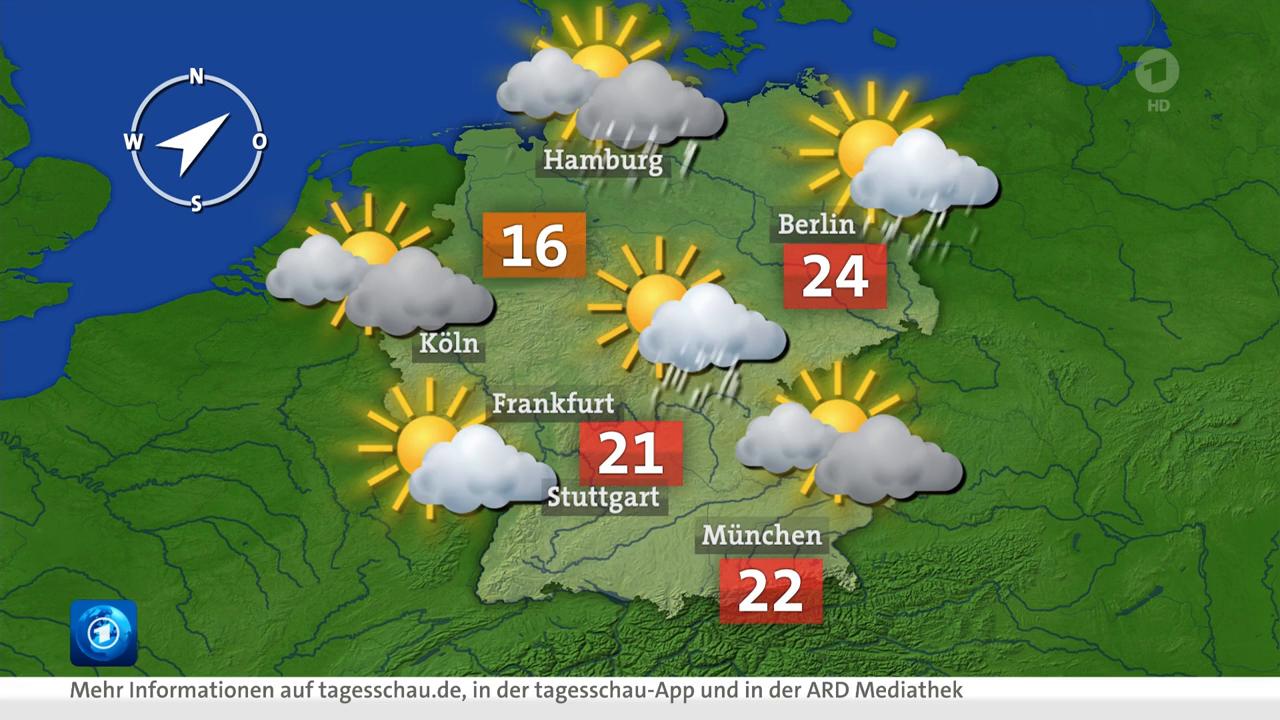 N
W
O
S
1
HD
Hamburg
16
Berlin
24
Köln
Frankfurt
21
Stuttgart
München
22
1
Mehr Informationen auf tagesschau.de, in der tagesschau-App und in der ARD Mediathek